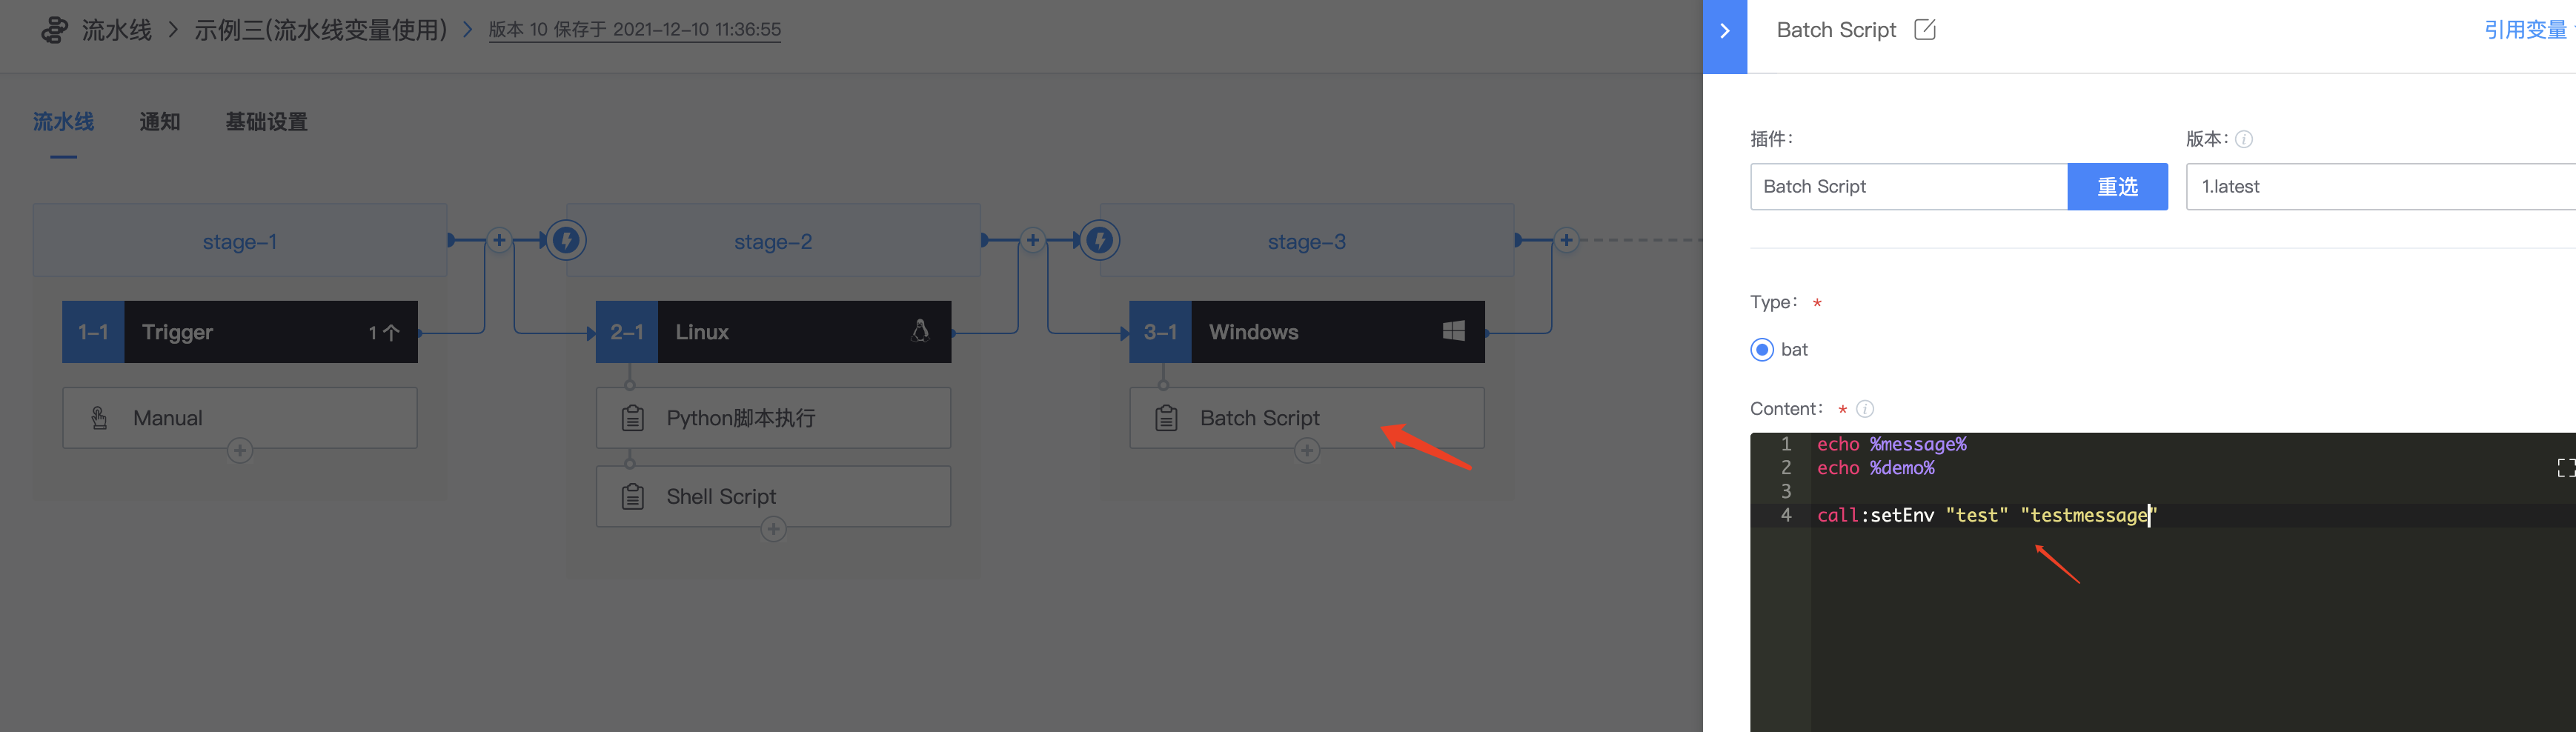 流水线 > 示例三(流水线变量使用) > 版本 10 保存于 2021-12-10 11:36:55
流水线 通知 基础设置
stage-1
1-1 Trigger 1个
Manual
stage-2
2-1 Linux
Python脚本执行
Shell Script
stage-3
3-1 Windows
Batch Script
Batch Script
引用变量
插件:
Batch Script 重选
版本:
1.latest
Type: *
bat
Content: *
1 echo %message%
2 echo %demo%
3
4 call:setEnv "test" "testmessage"